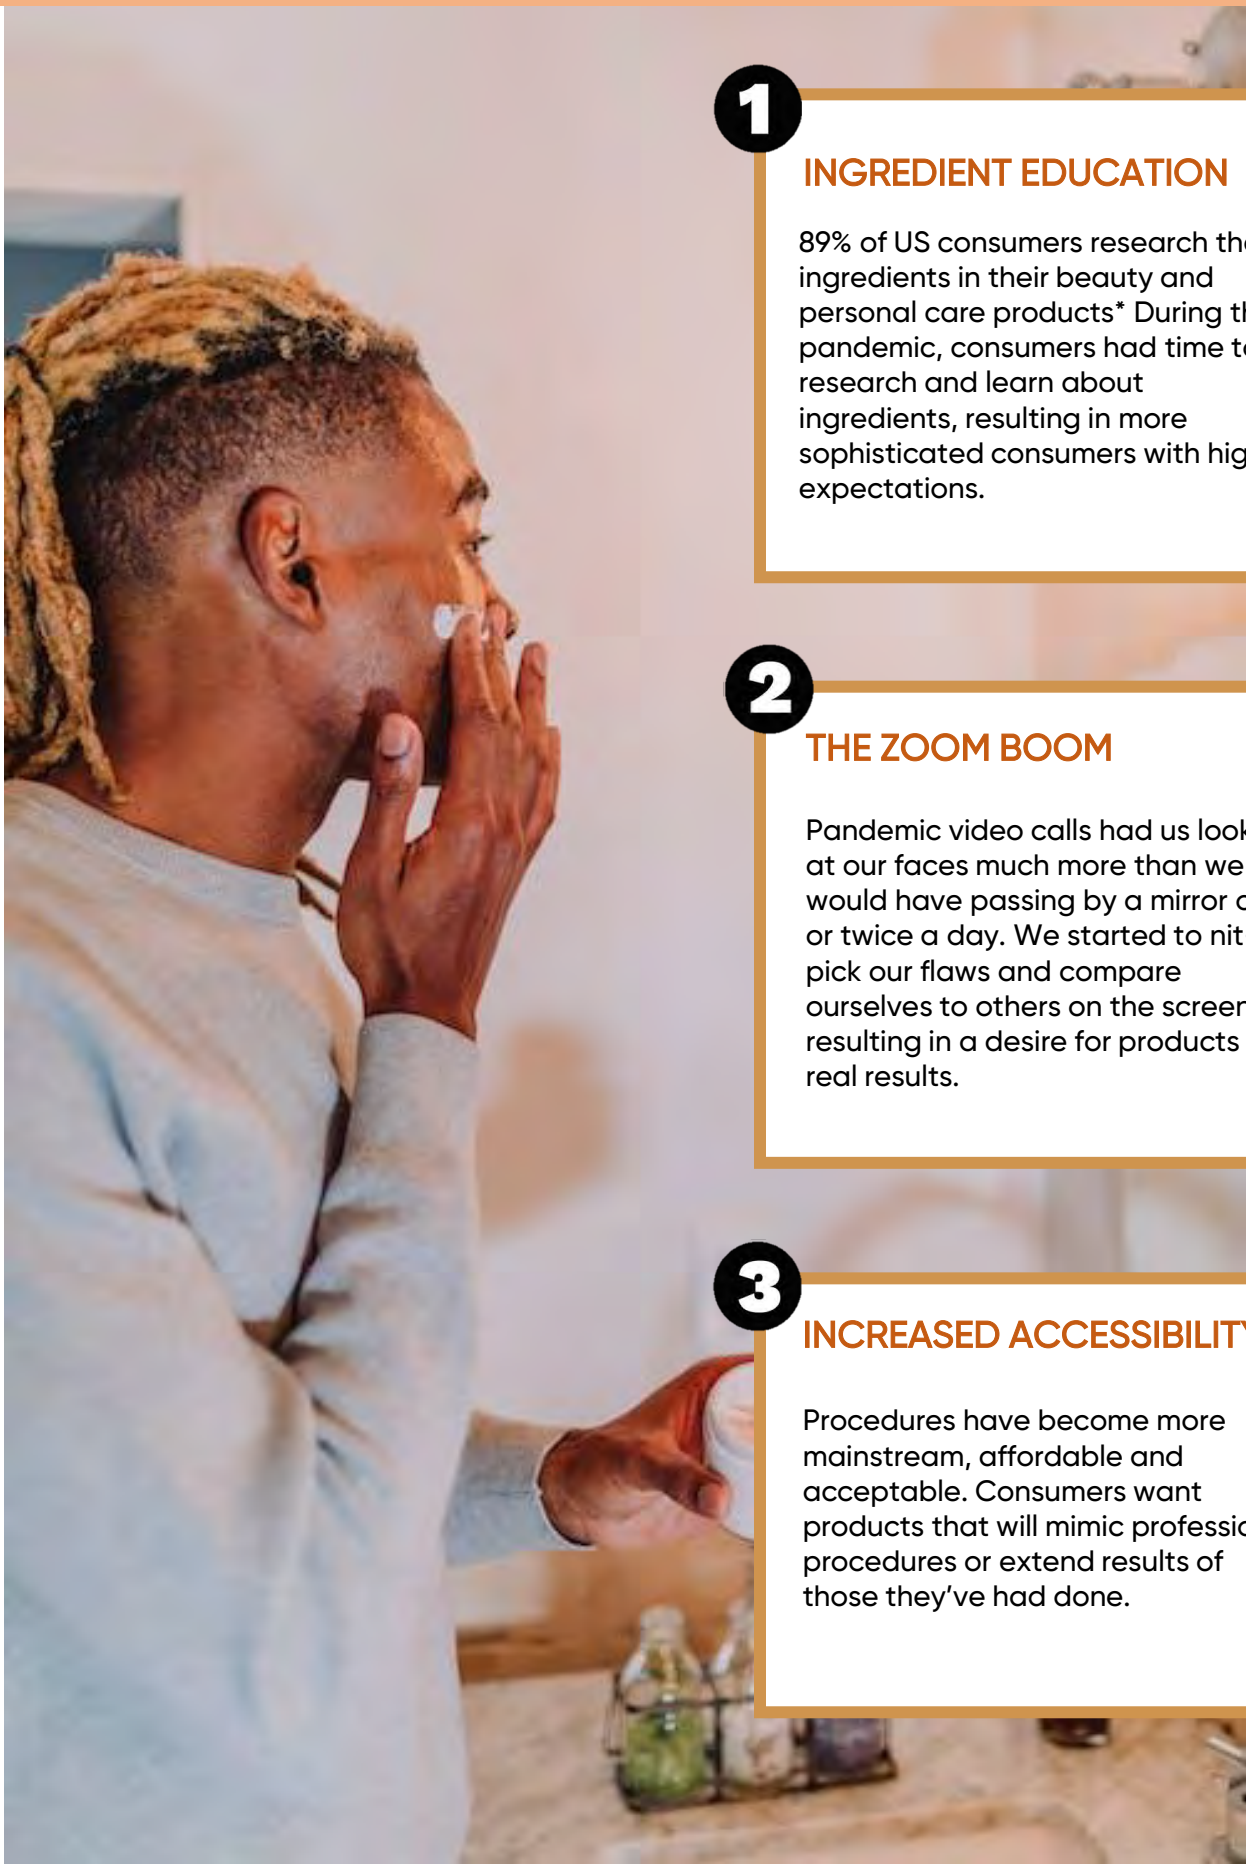 1
INGREDIENT EDUCATION
89% of US consumers research
ingredients in their beauty and
personal care products* During
pandemic, consumers had time
research and learn about
ingredients, resulting in more
sophisticated consumers with
expectations.
2
THE ZOOM BOOM
Pandemic video calls had us
at our faces much more than we
would have passing by a mirror
or twice a day. We started to nit
pick our flaws and compare
ourselves to others on the
resulting in a desire for products
real results.
3
INCREASED ACCESSIBILITY
Procedures have become more
mainstream, affordable and
acceptable. Consumers want
products that will mimic
procedures or extend results of
those they've had done.